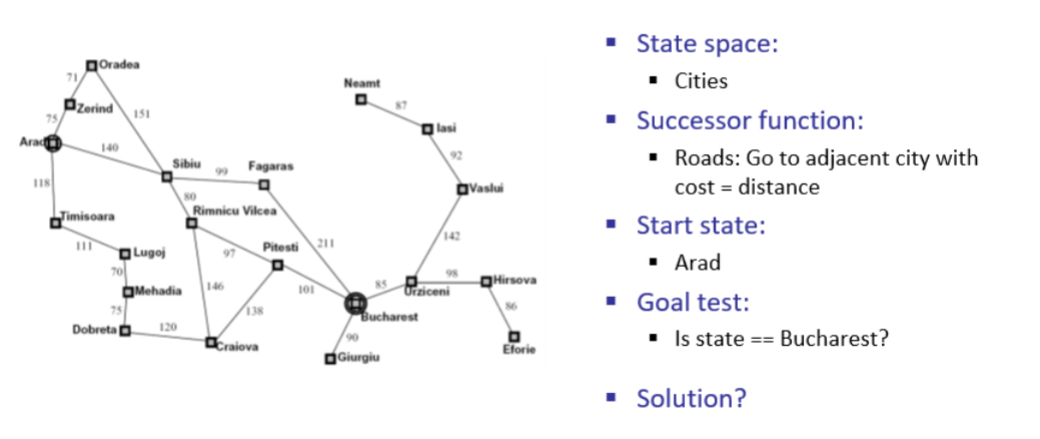 Oradea
71
Neamt
Zerind
87
75
151
Iasi
Arad
140
92
Sibiu
99
Fagaras
118
80
Vaslui
Timisoara
Rimnicu Vilcea
111
Lugoj
97
Pitesti
211
142
70
98
Hirsova
Mehadia
146
101
85
Urziceni
75
138
86
Bucharest
Dobreta
120
90
Craiova
Eforie
Giurgiu
▪ State space:
▪ Cities
▪ Successor function:
▪ Roads: Go to adjacent city with
cost = distance
▪ Start state:
▪ Arad
▪ Goal test:
▪ Is state == Bucharest?
▪ Solution?